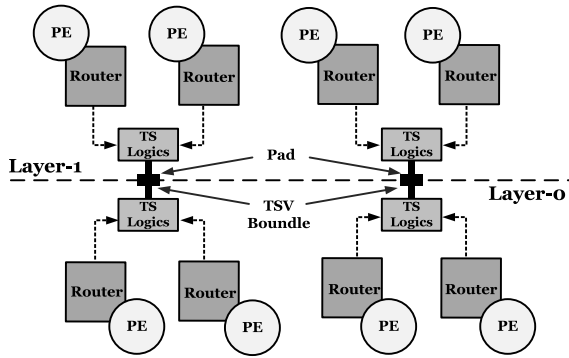 PE PE PE PE
Router Router Router Router
TS
Logics
TS
Logics
Layer-1
Pad
Layer-0
TS
Logics
TSV
Boundle
TS
Logics
Router Router Router Router
PE PE PE PE